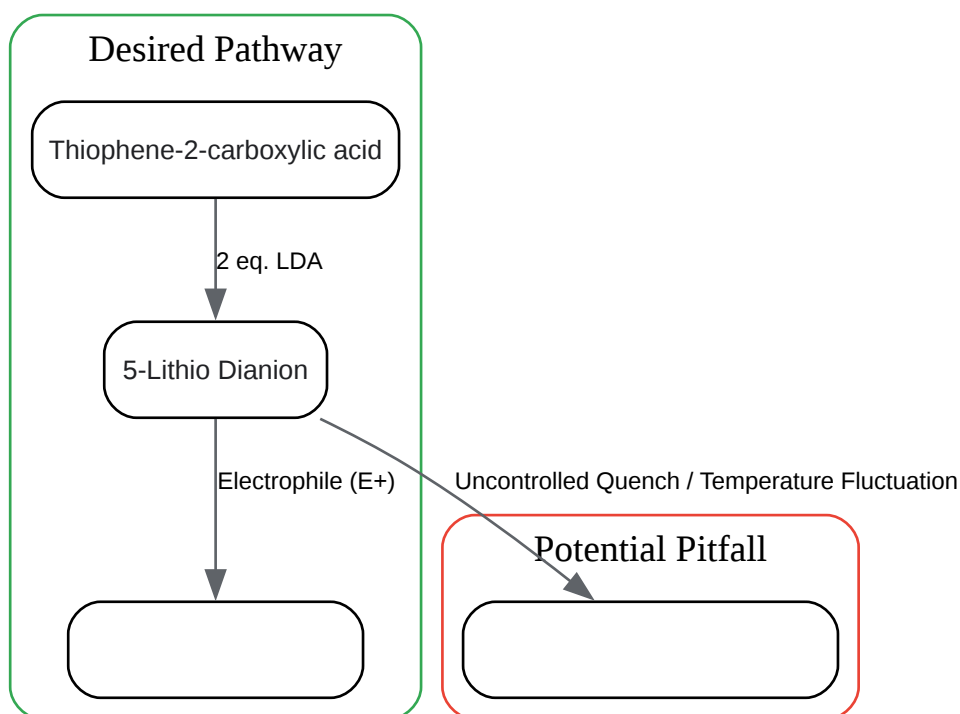 Desired Pathway
Thiophene-2-carboxylic acid
2 eq. LDA
5-Lithio Dianion
Electrophile (E+)
Uncontrolled Quench / Temperature Fluctuation
Potential Pitfall